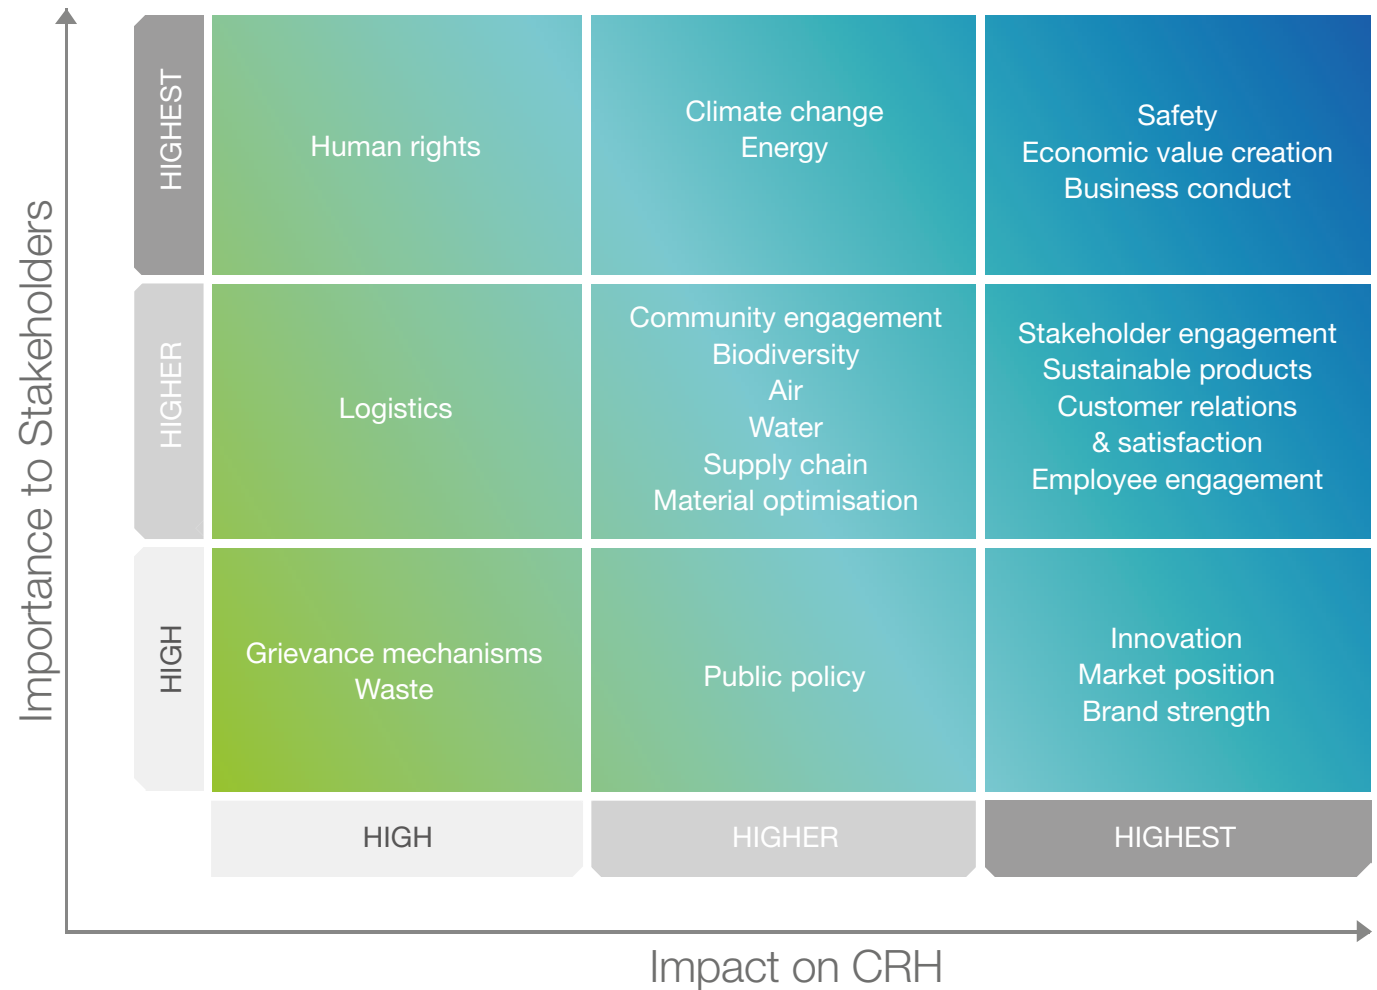 Importance to Stakeholders
HIGHEST
Human rights
Climate change
Energy
Safety
Economic value creation
Business conduct
HIGHER
Logistics
Community engagement
Biodiversity
Air
Water
Supply chain
Material optimisation
Stakeholder engagement
Sustainable products
Customer relations
& satisfaction
Employee engagement
HIGH
Grievance mechanisms
Waste
Public policy
Innovation
Market position
Brand strength
HIGH
HIGHER
HIGHEST
Impact on CRH